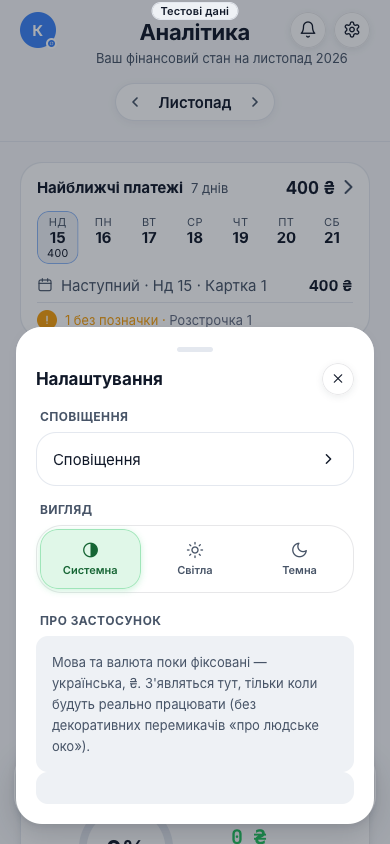 Тестові дані
К
Аналітика
Ваш фінансовий стан на листопад 2026
Листопад
Найближчі платежі 7 днів 400 ₴
НД ПН ВТ СР ЧТ ПТ СБ
15 16 17 18 19 20 21
400
Наступний · Нд 15 · Картка 1 400 ₴
1 без позначки · Розстрочка 1
Налаштування
СПОВІЩЕННЯ
Сповіщення
ВИГЛЯД
Системна Світла Темна
ПРО ЗАСТОСУНОК
Мова та валюта поки фіксовані —
українська, ₴. З'являться тут, тільки коли
будуть реально працювати (без
декоративних перемикачів «про людське
око»).
0 ₴